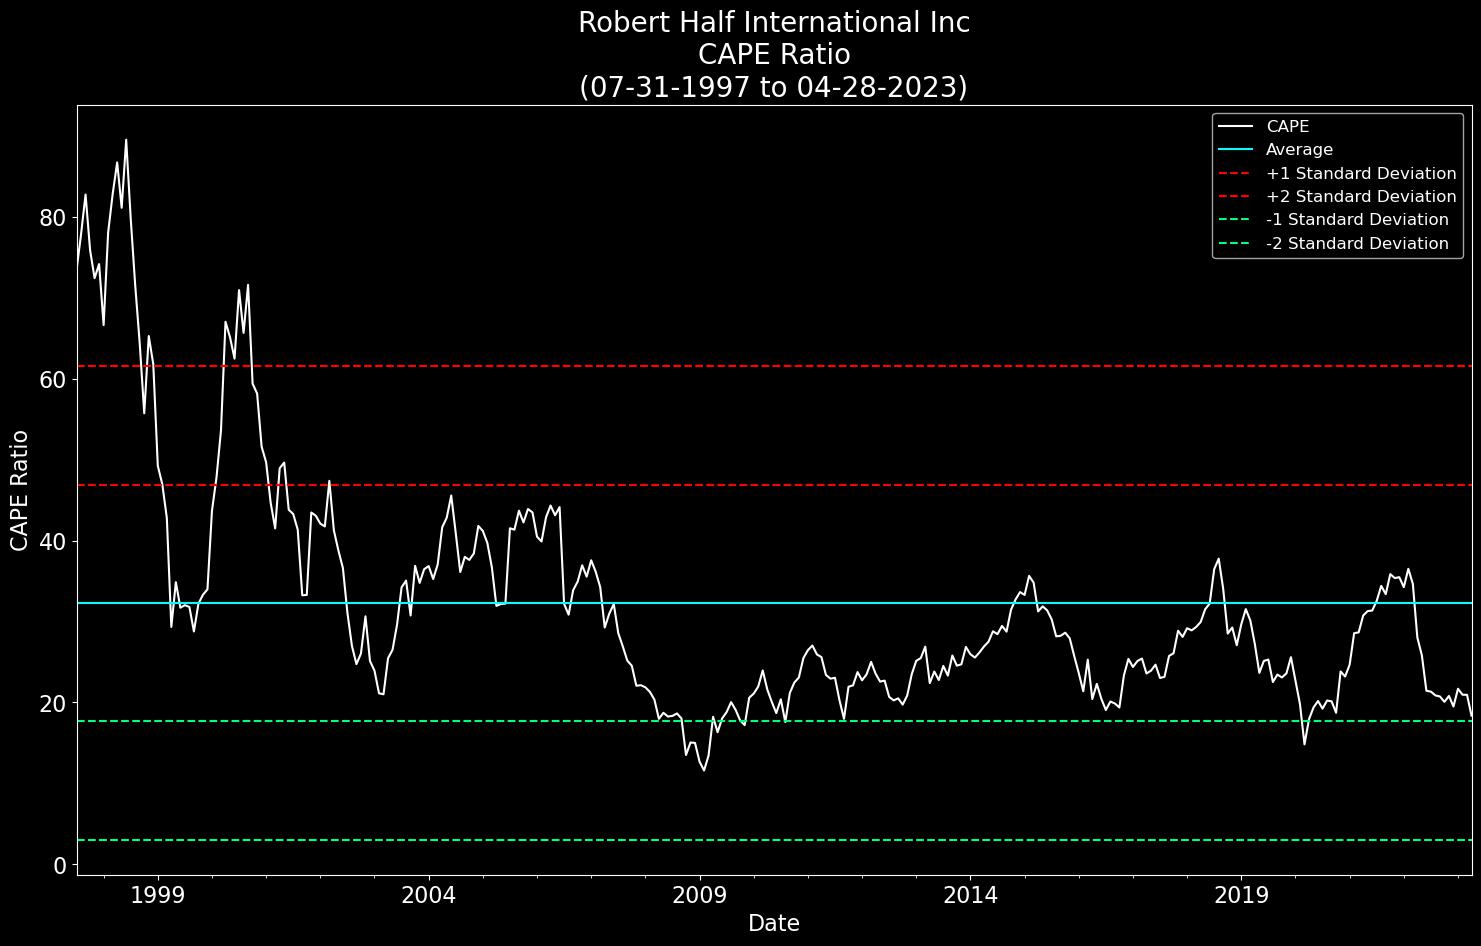 Robert Half International Inc
CAPE Ratio
(07-31-1997 to 04-28-2023)
CAPE
Average
+1 Standard Deviation
+2 Standard Deviation
-1 Standard Deviation
-2 Standard Deviation
CAPE Ratio
80
60
40
20
0
1999
2004
2009
2014
2019
Date